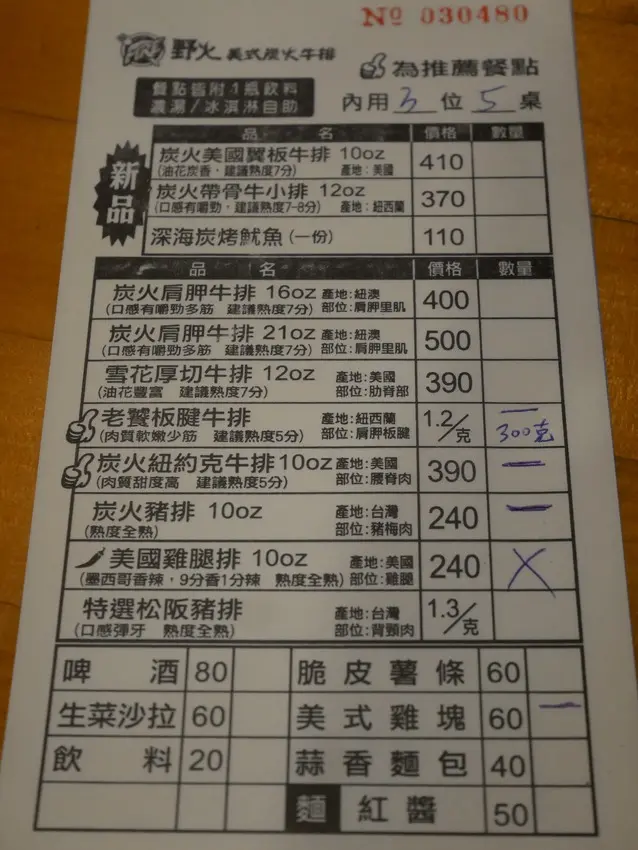 Nº 030480
FIRE 野火 美式炭火牛排
為推薦餐點
餐點皆附1瓶飲料
濃湯/冰淇淋自助
內用 3 位 5 桌
新品
品 名 價格 數量
炭火美國翼板牛排 10oz 410
(油花炭香,建議熟度7分) 產地:美國
炭火帶骨牛小排 12oz 370
(口感有嚼勁,建議熟度7-8分) 產地:紐西蘭
深海炭烤魷魚(一份) 110
品 名 價格 數量
炭火肩胛牛排 16oz 產地:紐澳 400
(口感有嚼勁多筋 建議熟度7分) 部位:肩胛里肌
炭火肩胛牛排 21oz 產地:紐澳 500
(口感有嚼勁多筋 建議熟度7分) 部位:肩胛里肌
雪花厚切牛排 12oz 產地:美國 390
(油花豐富 建議熟度7分) 部位:肋脊部
老饕板腱牛排 產地:紐西蘭 1.2/克 一
(肉質軟嫩少筋 建議熟度5分) 部位:肩胛板腱 300克
炭火紐約克牛排10oz 產地:美國 390 一
(肉質甜度高 建議熟度5分) 部位:腰脊肉
炭火豬排 10oz 產地:台灣 240 一
(熟度全熟) 部位:豬梅肉
美國雞腿排 10oz 產地:美國 240 X
(墨西哥香辣,9分香1分辣 熟度全熟) 部位:雞腿
特選松阪豬排 產地:台灣 1.3/克
(口感彈牙 熟度全熟) 部位:背頸肉
啤酒 80 脆皮薯條 60
生菜沙拉 60 美式雞塊 60 一
飲料 20 蒜香麵包 40
麵 紅醬 50